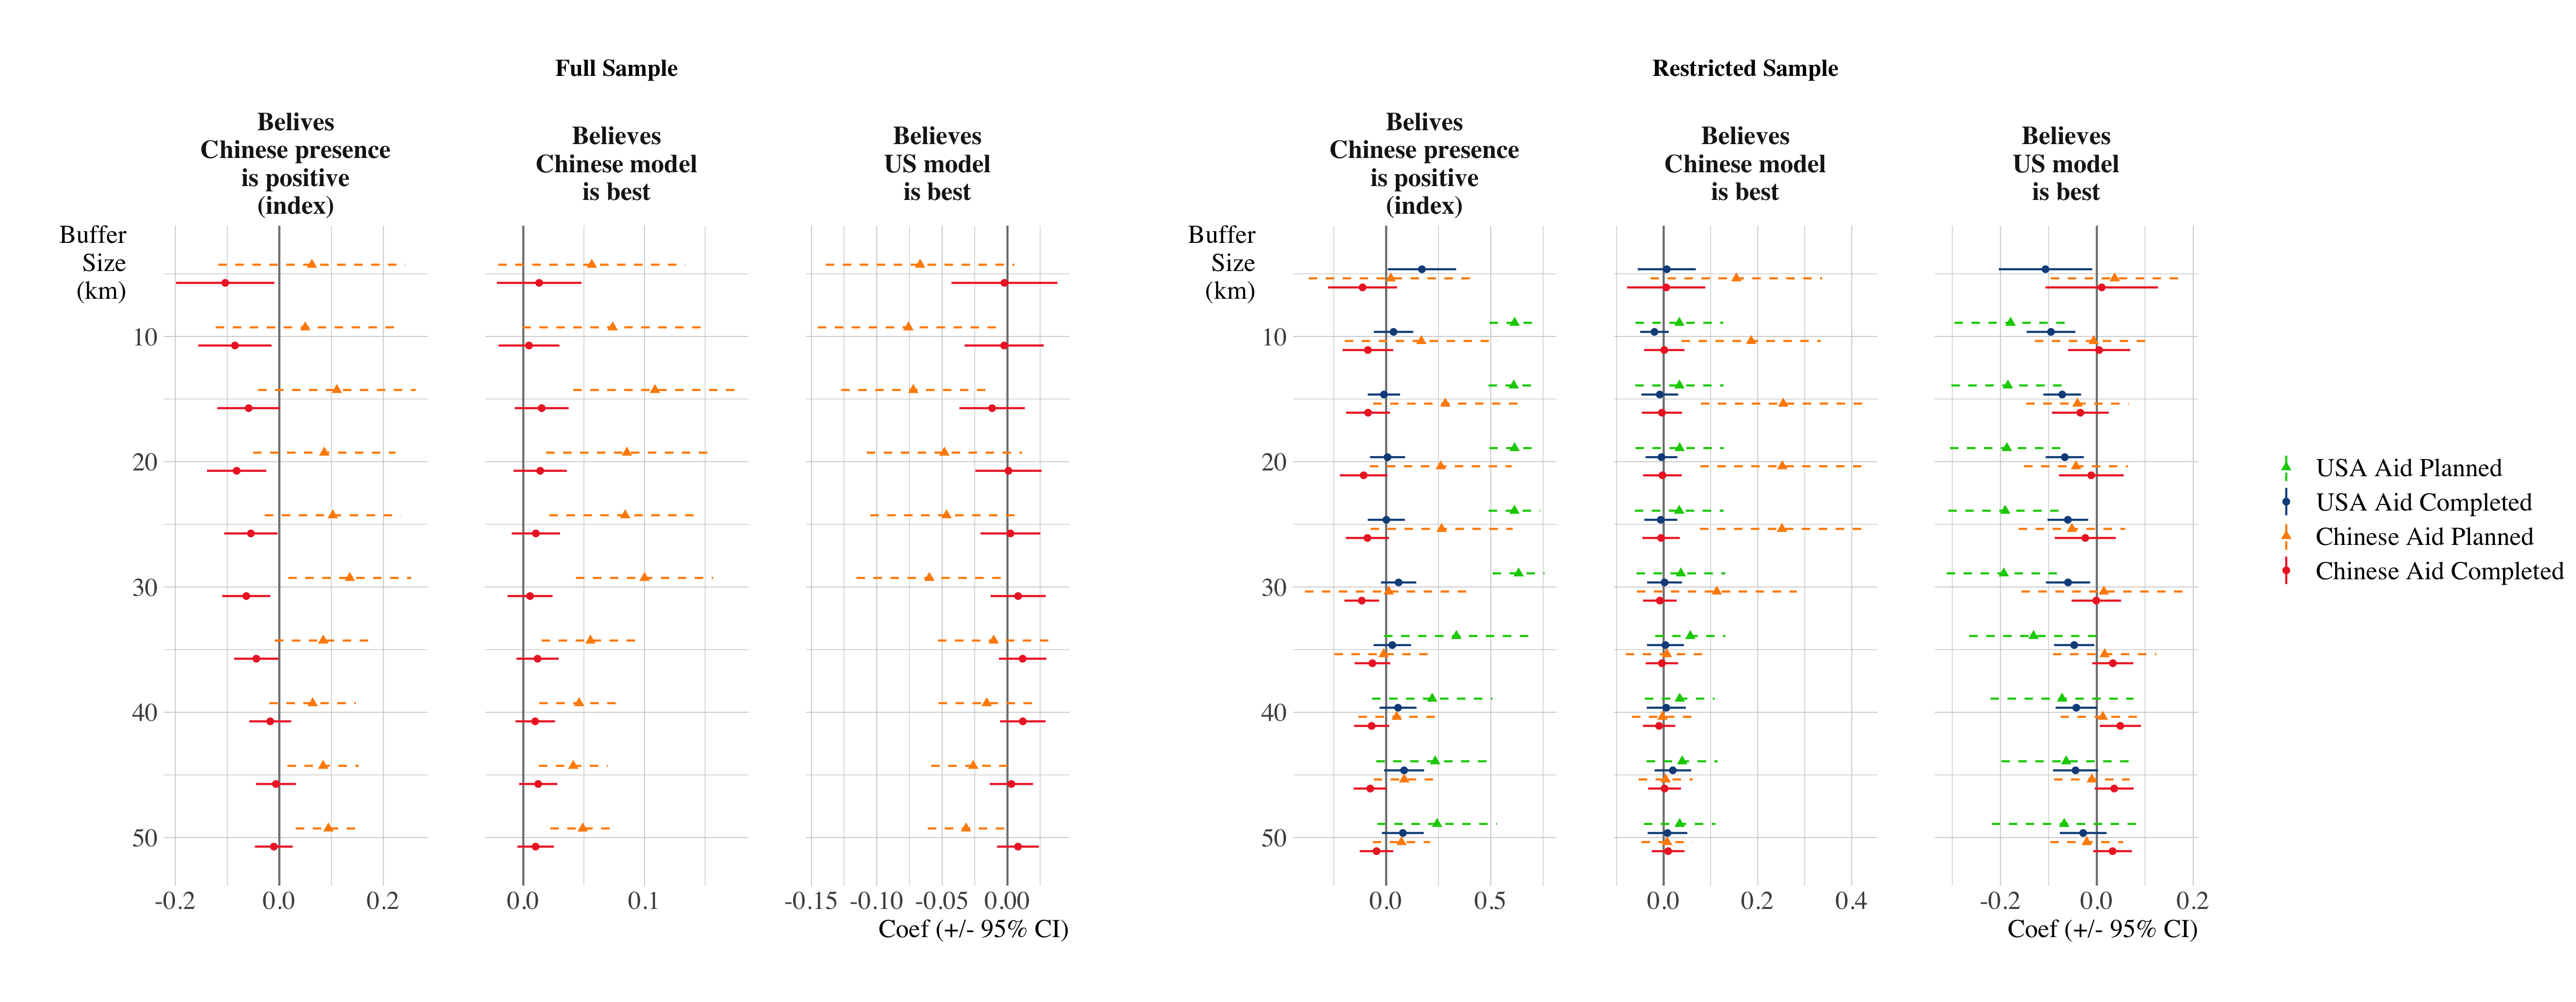 Full Sample
Restricted Sample
Belives
Chinese presence
is positive
(index)
Believes
Chinese model
is best
Believes
US model
is best
Belives
Chinese presence
is positive
(index)
Believes
Chinese model
is best
Believes
US model
is best
Buffer
Size
(km)
10
20
30
40
50
-0.2 0.0 0.2
0.0 0.1
-0.15 -0.10 -0.05 0.00
Coef (+/- 95% CI)
Buffer
Size
(km)
10
20
30
40
50
0.0 0.5
0.0 0.2 0.4
-0.2 0.0 0.2
Coef (+/- 95% CI)
USA Aid Planned
USA Aid Completed
Chinese Aid Planned
Chinese Aid Completed